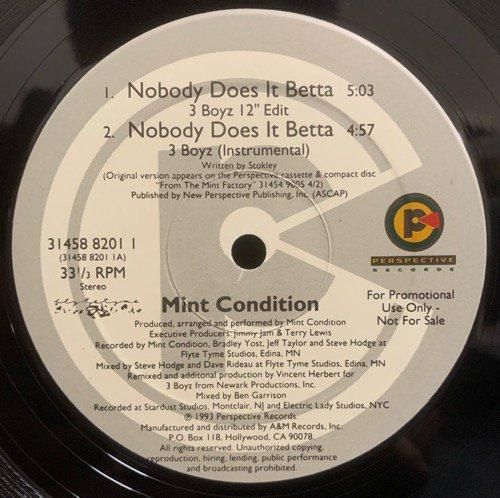 1. Nobody Does It Betta 5:03
3 Boyz 12" Edit
2. Nobody Does It Betta 4:57
3 Boyz (Instrumental)
Written by Stokley
(Original version appears on the Perspective cassette & compact disc
"From The Mint Factory" 31454 9005 4/2)
Published by New Perspective Publishing, Inc. (ASCAP)
31458 8201 1
(31458 8201 1A)
33 1/3 RPM
Stereo
PERSPECTIVE
RECORDS
For Promotional
Use Only -
Not For Sale
Mint Condition
Produced, arranged and performed by Mint Condition
Executive Producers: Jimmy Jam & Terry Lewis
Recorded by Mint Condition, Bradley Yost, Jeff Taylor and Steve Hodge at
Flyte Tyme Studios, Edina, MN
Mixed by Steve Hodge and Dave Rideau at Flyte Tyme Studios, Edina, MN
Remixed and additonal production by Vincent Herbert for
3 Boyz from Newark Productions, Inc.
Mixed by Ben Garrison
Recorded at Stardust Studios, Montclair, NJ and Electric Lady Studios, NYC
℗ 1993 Perspective Records.
Manufactured and distributed by A&M Records, Inc.
P.O. Box 118, Hollywood, CA 90078.
All rights reserved. Unauthorized copying,
reproduction, hiring, lending, public performance
and broadcasting prohibited.